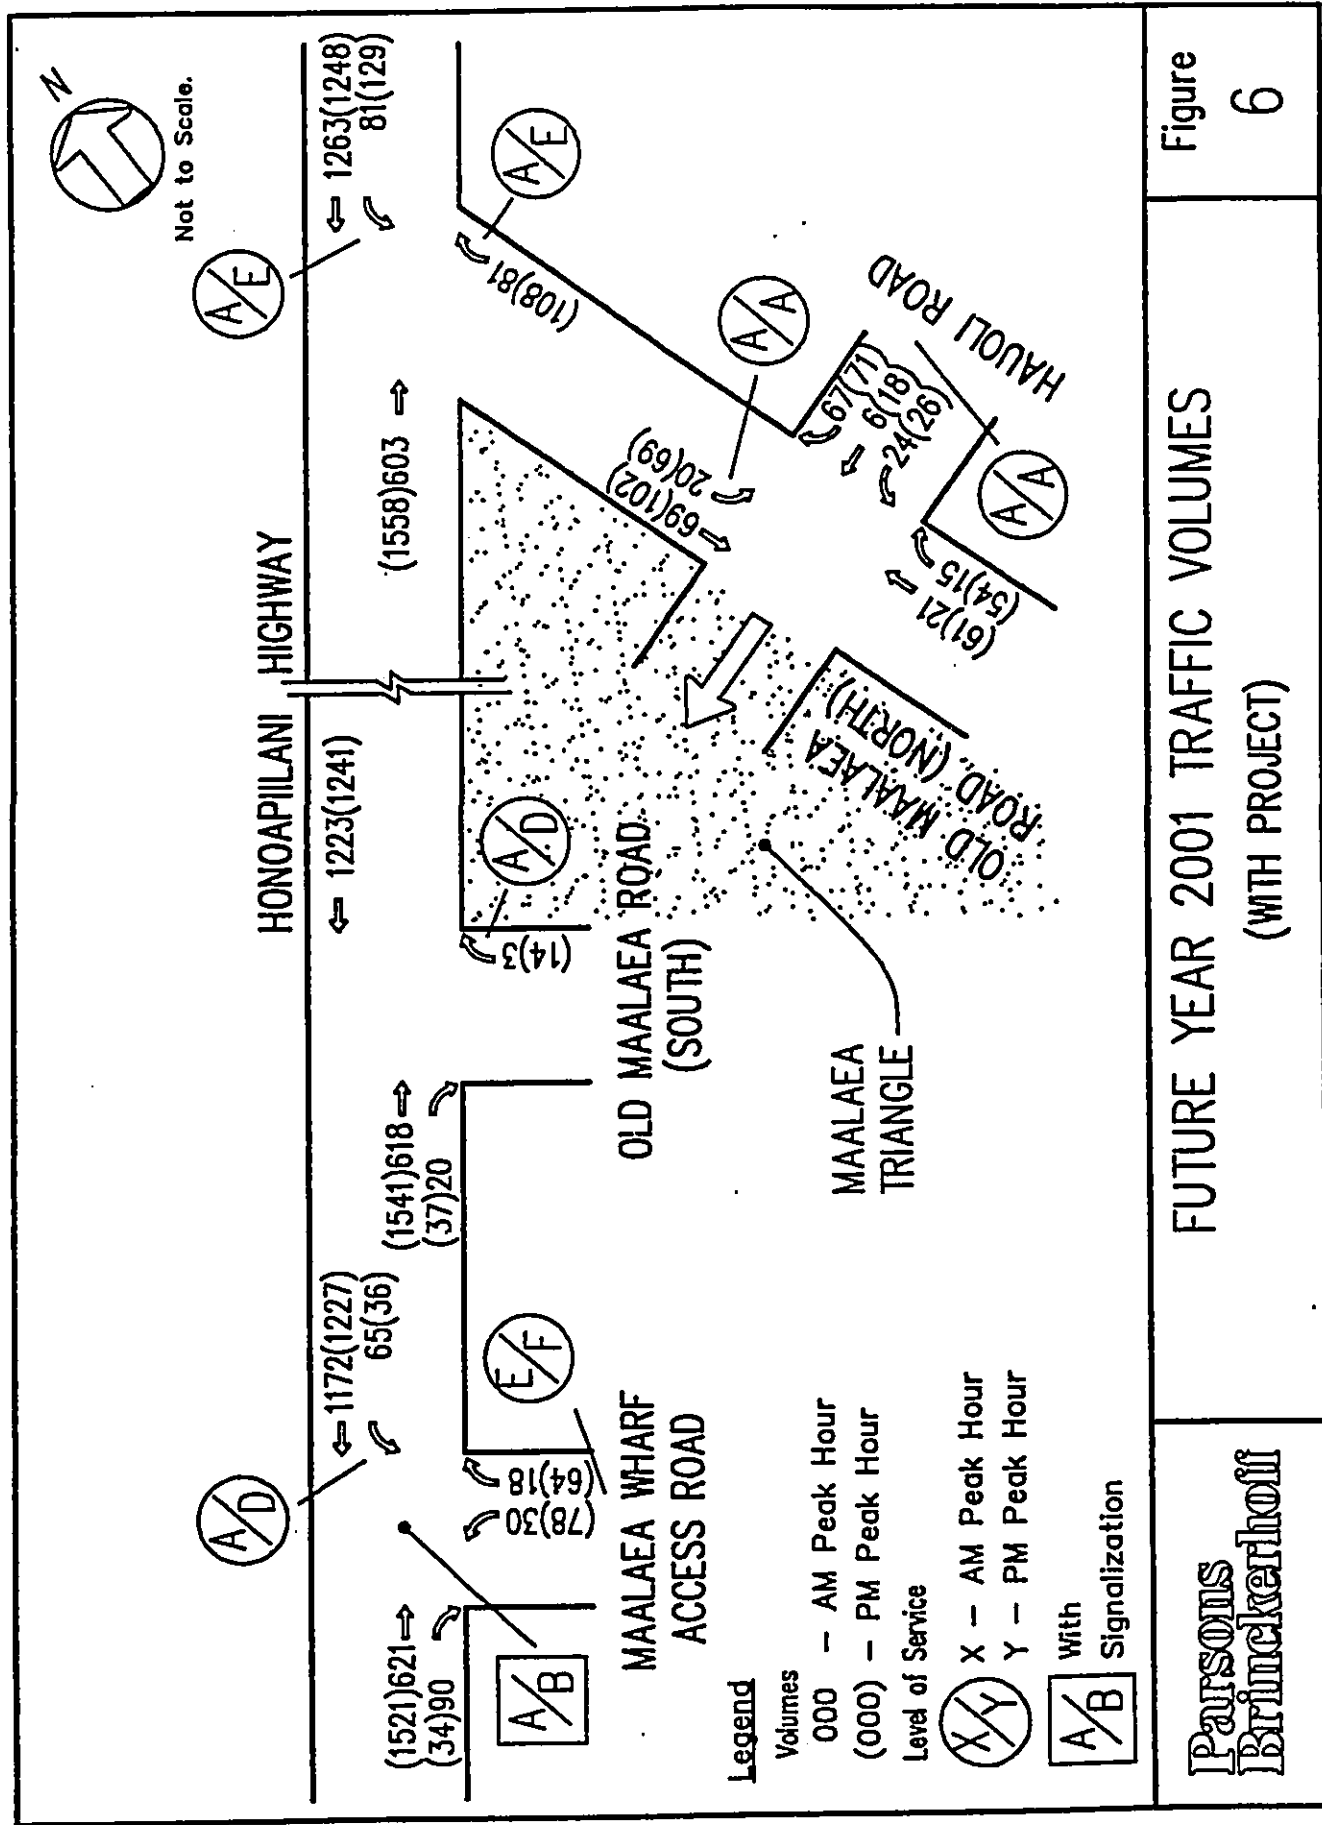 N
Not to Scale.
HONOAPIILANI HIGHWAY
A/E
1263(1248)
81(129)
A/E
(108)81
(1558)603
1223(1241)
A/D
1172(1227)
65(36)
(1541)618
(37)20
(1521)621
(34)90
A/B
(78)30
(64)18
E/F
MAALAEA WHARF
ACCESS ROAD
(14)3
A/D
OLD MAALAEA ROAD
(SOUTH)
69(102)
20(69)
A/A
67(71)
6(18)
24(26)
HAUOLI ROAD
A/A
(61)21
(54)15
OLD MAALAEA
ROAD (NORTH)
MAALAEA
TRIANGLE
Legend
Volumes
000 - AM Peak Hour
(000) - PM Peak Hour
Level of Service
X/Y
X - AM Peak Hour
Y - PM Peak Hour
A/B
With
Signalization
Parsons
Brinckerhoff
FUTURE YEAR 2001 TRAFFIC VOLUMES
(WITH PROJECT)
Figure
6